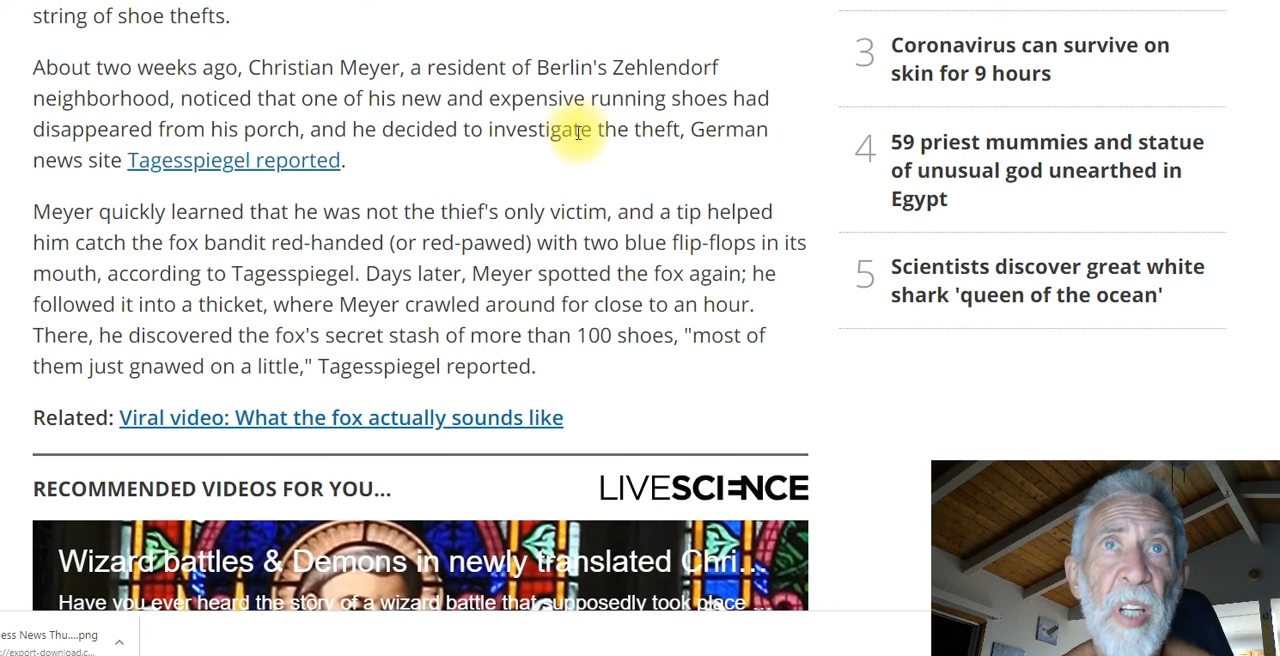 string of shoe thefts.
About two weeks ago, Christian Meyer, a resident of Berlin's Zehlendorf
neighborhood, noticed that one of his new and expensive running shoes had
disappeared from his porch, and he decided to investigate the theft, German
news site Tagesspiegel reported.
Meyer quickly learned that he was not the thief's only victim, and a tip helped
him catch the fox bandit red-handed (or red-pawed) with two blue flip-flops in its
mouth, according to Tagesspiegel. Days later, Meyer spotted the fox again; he
followed it into a thicket, where Meyer crawled around for close to an hour.
There, he discovered the fox's secret stash of more than 100 shoes, "most of
them just gnawed on a little," Tagesspiegel reported.
Related: Viral video: What the fox actually sounds like
RECOMMENDED VIDEOS FOR YOU...
LIVESCIENCE
Wizard battles & Demons in newly translated Chri...
Have you ever heard the story of a wizard battle that supposedly took place ...
3
Coronavirus can survive on
skin for 9 hours
4
59 priest mummies and statue
of unusual god unearthed in
Egypt
5
Scientists discover great white
shark 'queen of the ocean'
ess News Thu....png
://export-download.c...